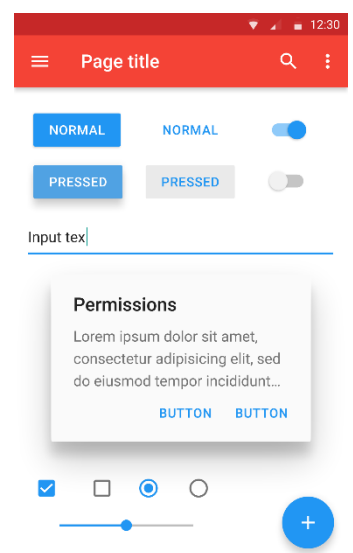 12:30
Page title
NORMAL NORMAL
PRESSED PRESSED
Input tex
Permissions
Lorem ipsum dolor sit amet,
consectetur adipisicing elit, sed
do eiusmod tempor incididunt...
BUTTON BUTTON